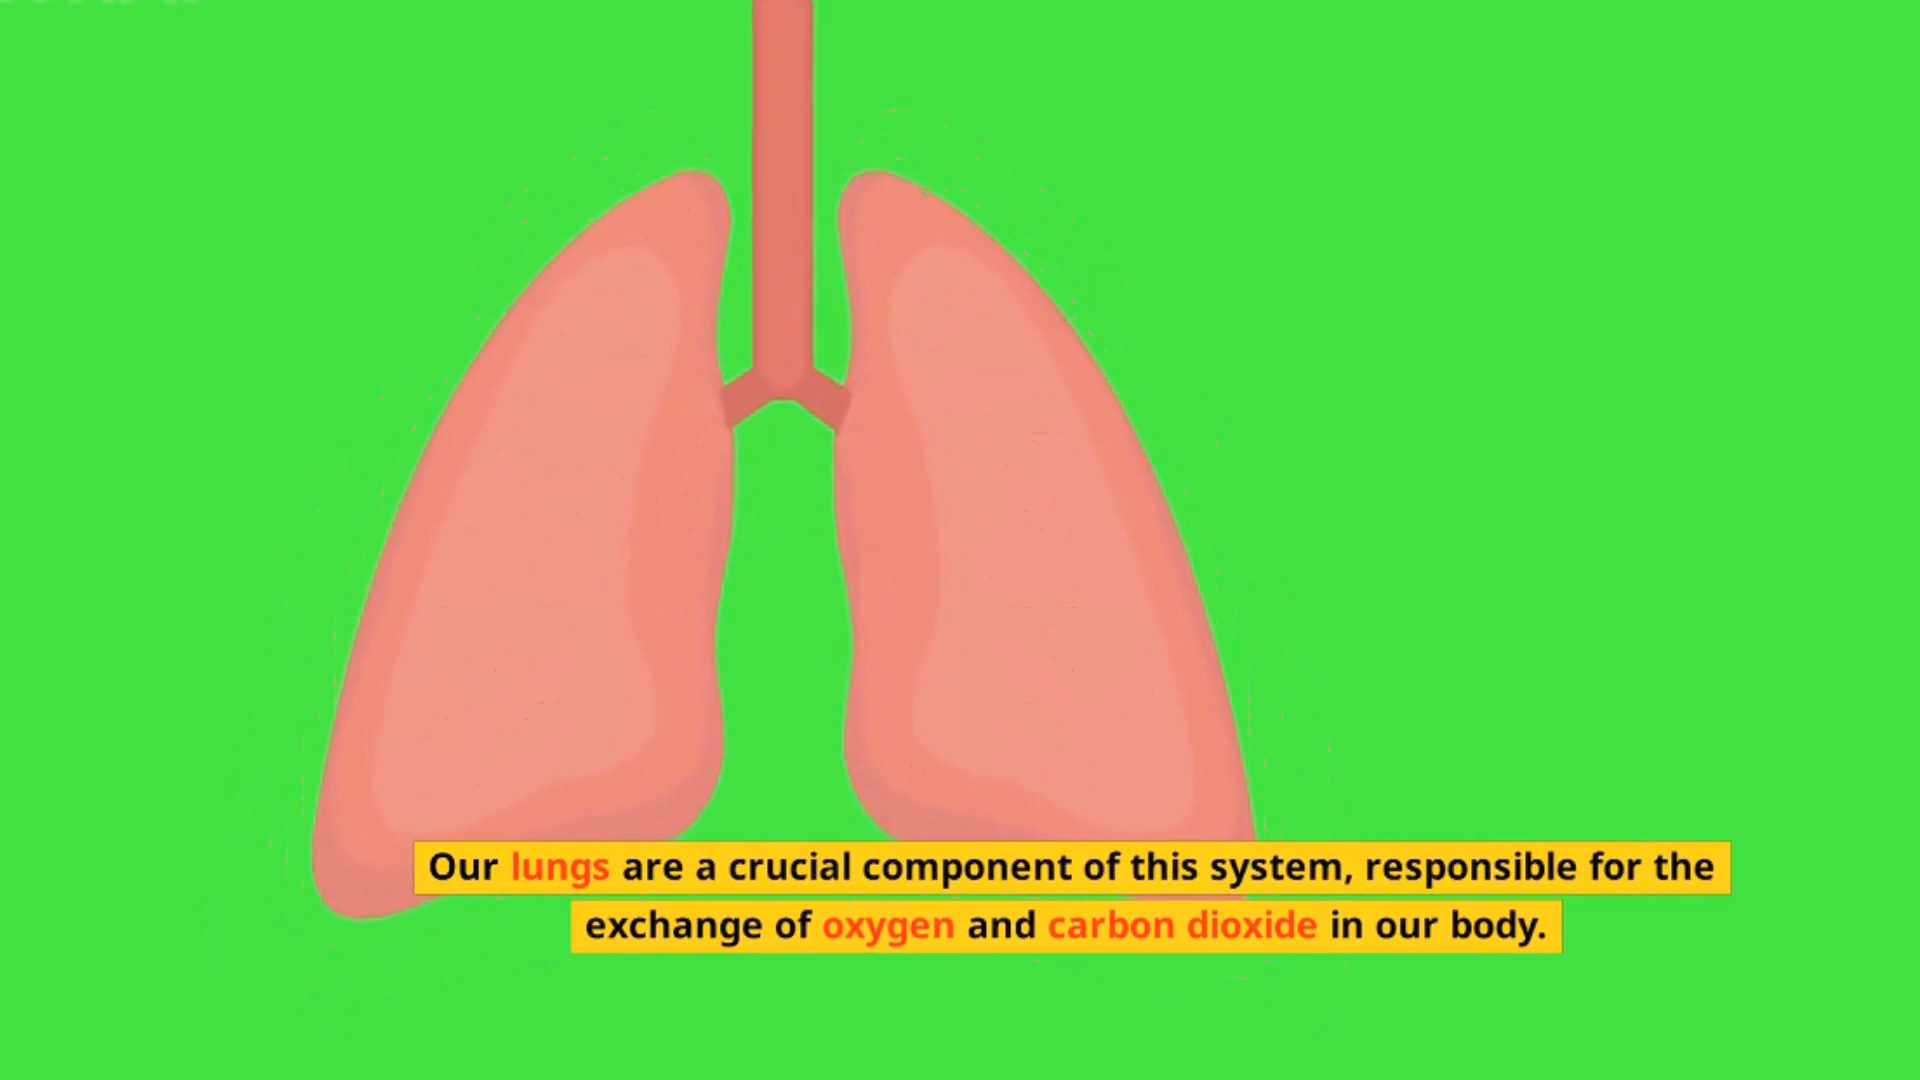 Our lungs are a crucial component of this system, responsible for the
exchange of oxygen and carbon dioxide in our body.